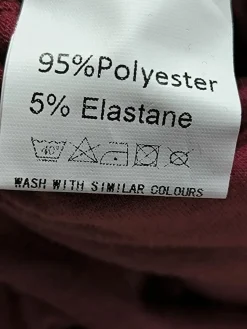 95%Polyester
5% Elastane
40°
WASH WITH SIMILAR COLOURS